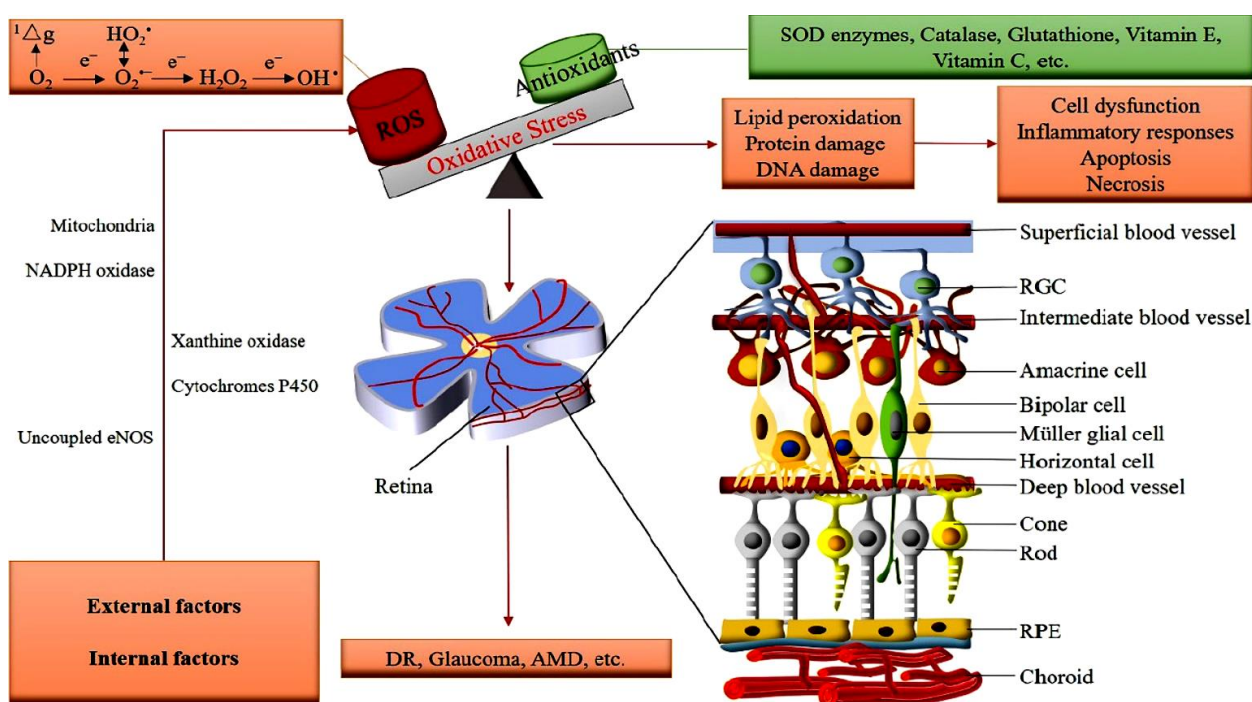 ¹△g HO₂•
e⁻ e⁻ e⁻
O₂ → O₂•⁻ → H₂O₂ → OH•
ROS
Antioxidants
Oxidative Stress
SOD enzymes, Catalase, Glutathione, Vitamin E,
Vitamin C, etc.
Lipid peroxidation
Protein damage
DNA damage
Cell dysfunction
Inflammatory responses
Apoptosis
Necrosis
Mitochondria
NADPH oxidase
Xanthine oxidase
Cytochromes P450
Uncoupled eNOS
External factors
Internal factors
Retina
DR, Glaucoma, AMD, etc.
Superficial blood vessel
RGC
Intermediate blood vessel
Amacrine cell
Bipolar cell
Müller glial cell
Horizontal cell
Deep blood vessel
Cone
Rod
RPE
Choroid